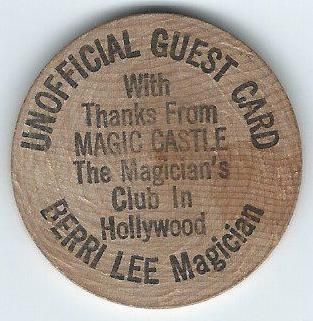 UNOFFICIAL GUEST CARD
With
Thanks From
MAGIC CASTLE
The Magician's
Club In
Hollywood
BERRI LEE Magician